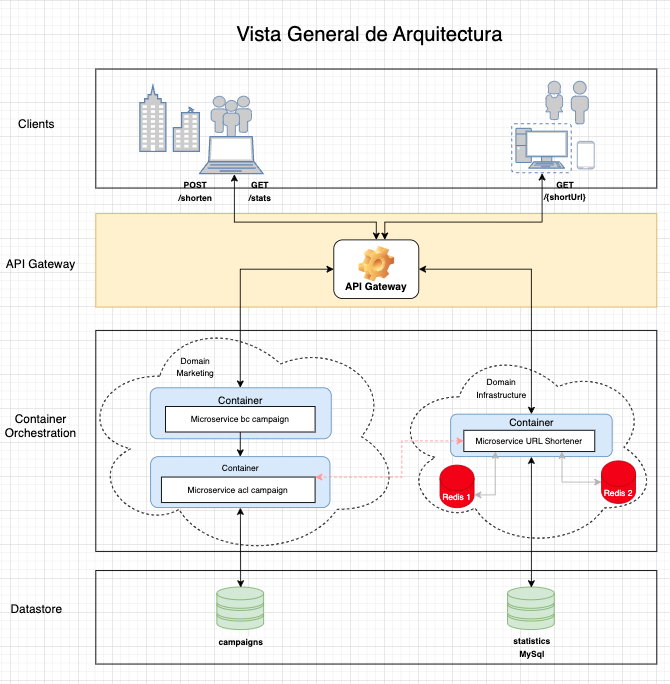 Vista General de Arquitectura
Clients
POST
/shorten
GET
/stats
GET
/{shortUrl}
API Gateway
API Gateway
Container
Orchestration
Domain
Marketing
Container
Microservice bc campaign
Container
Microservice acl campaign
Domain
Infrastructure
Container
Microservice URL Shortener
Redis 1
Redis 2
Datastore
campaigns
statistics
MySql